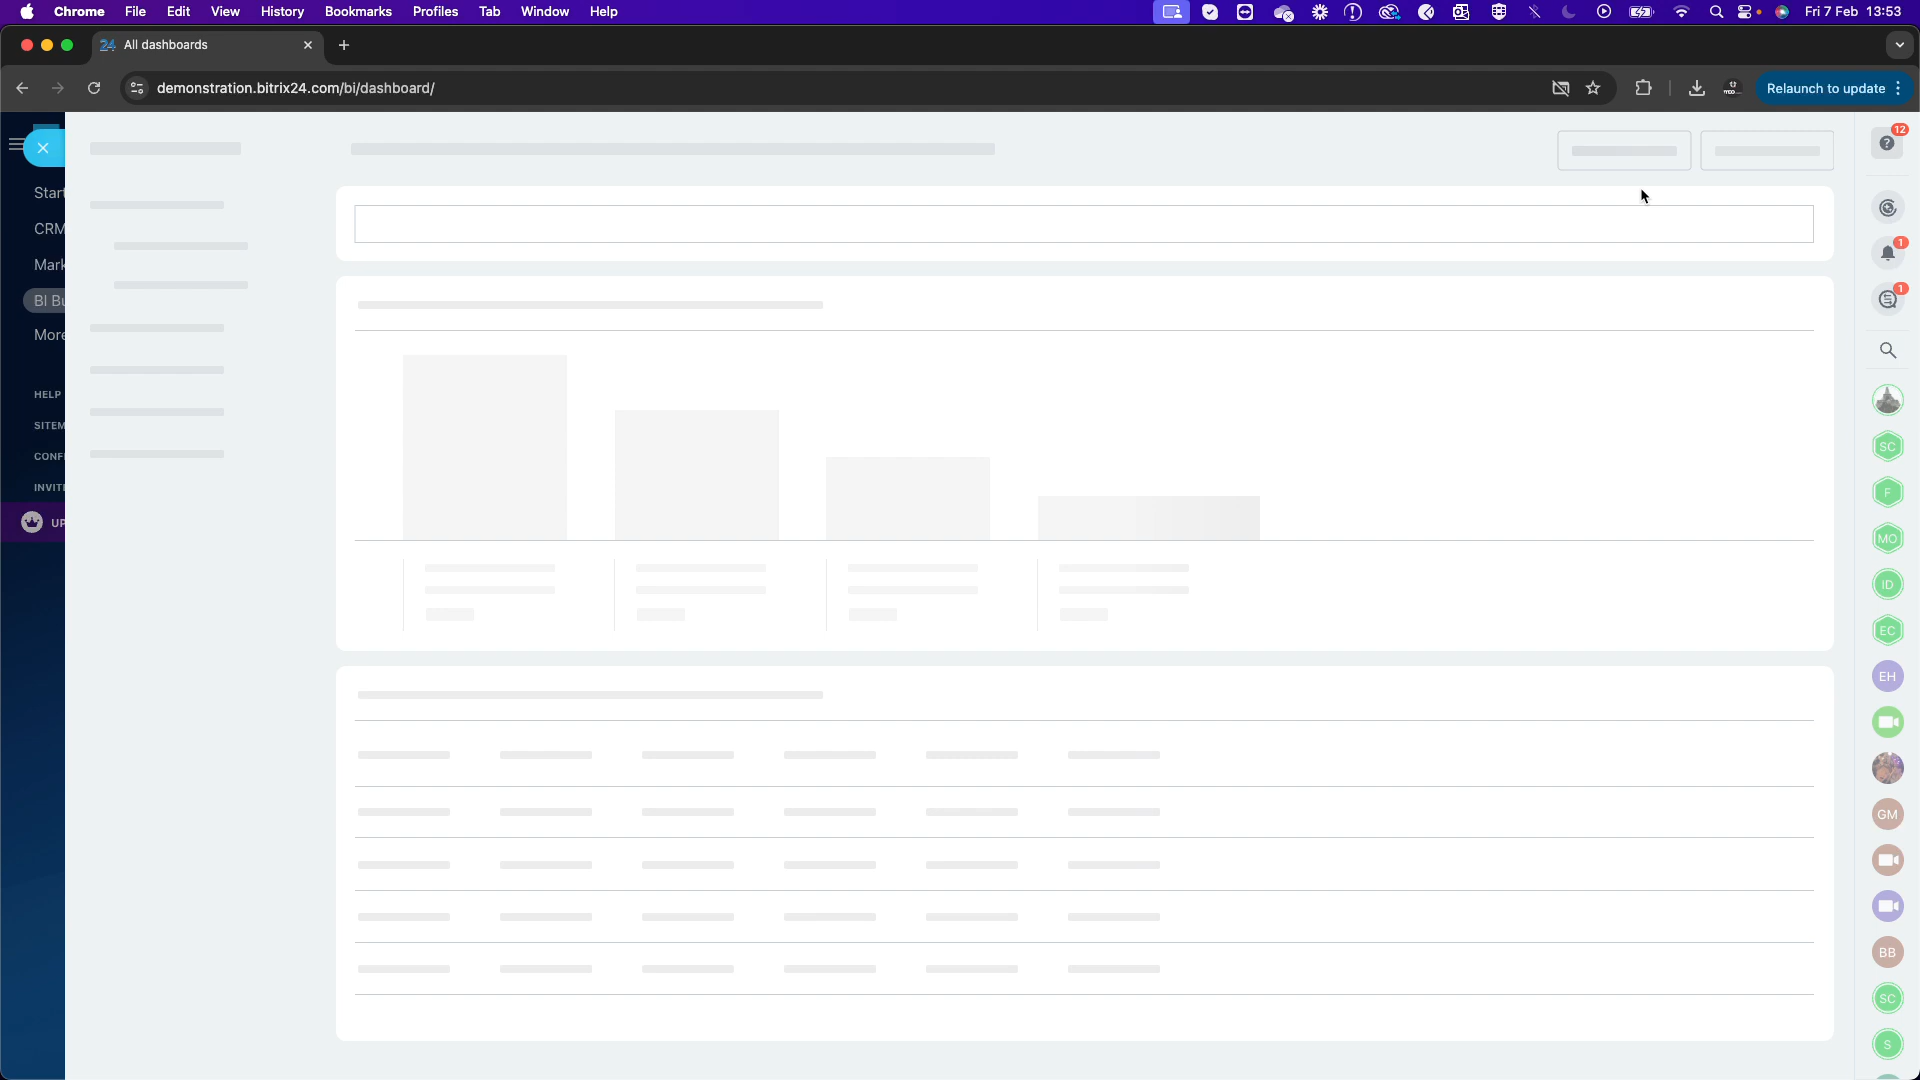 Chrome File Edit View History Bookmarks Profiles Tab Window Help
Fri 7 Feb 13:53
24 All dashboards
demonstration.bitrix24.com/bi/dashboard/
Relaunch to update
12
Start
CRM
Mark
BI Bu
More
HELP
SITEM
CONF
INVIT
UP
1
1
SC
F
MO
ID
EC
EH
GM
BB
SC
S